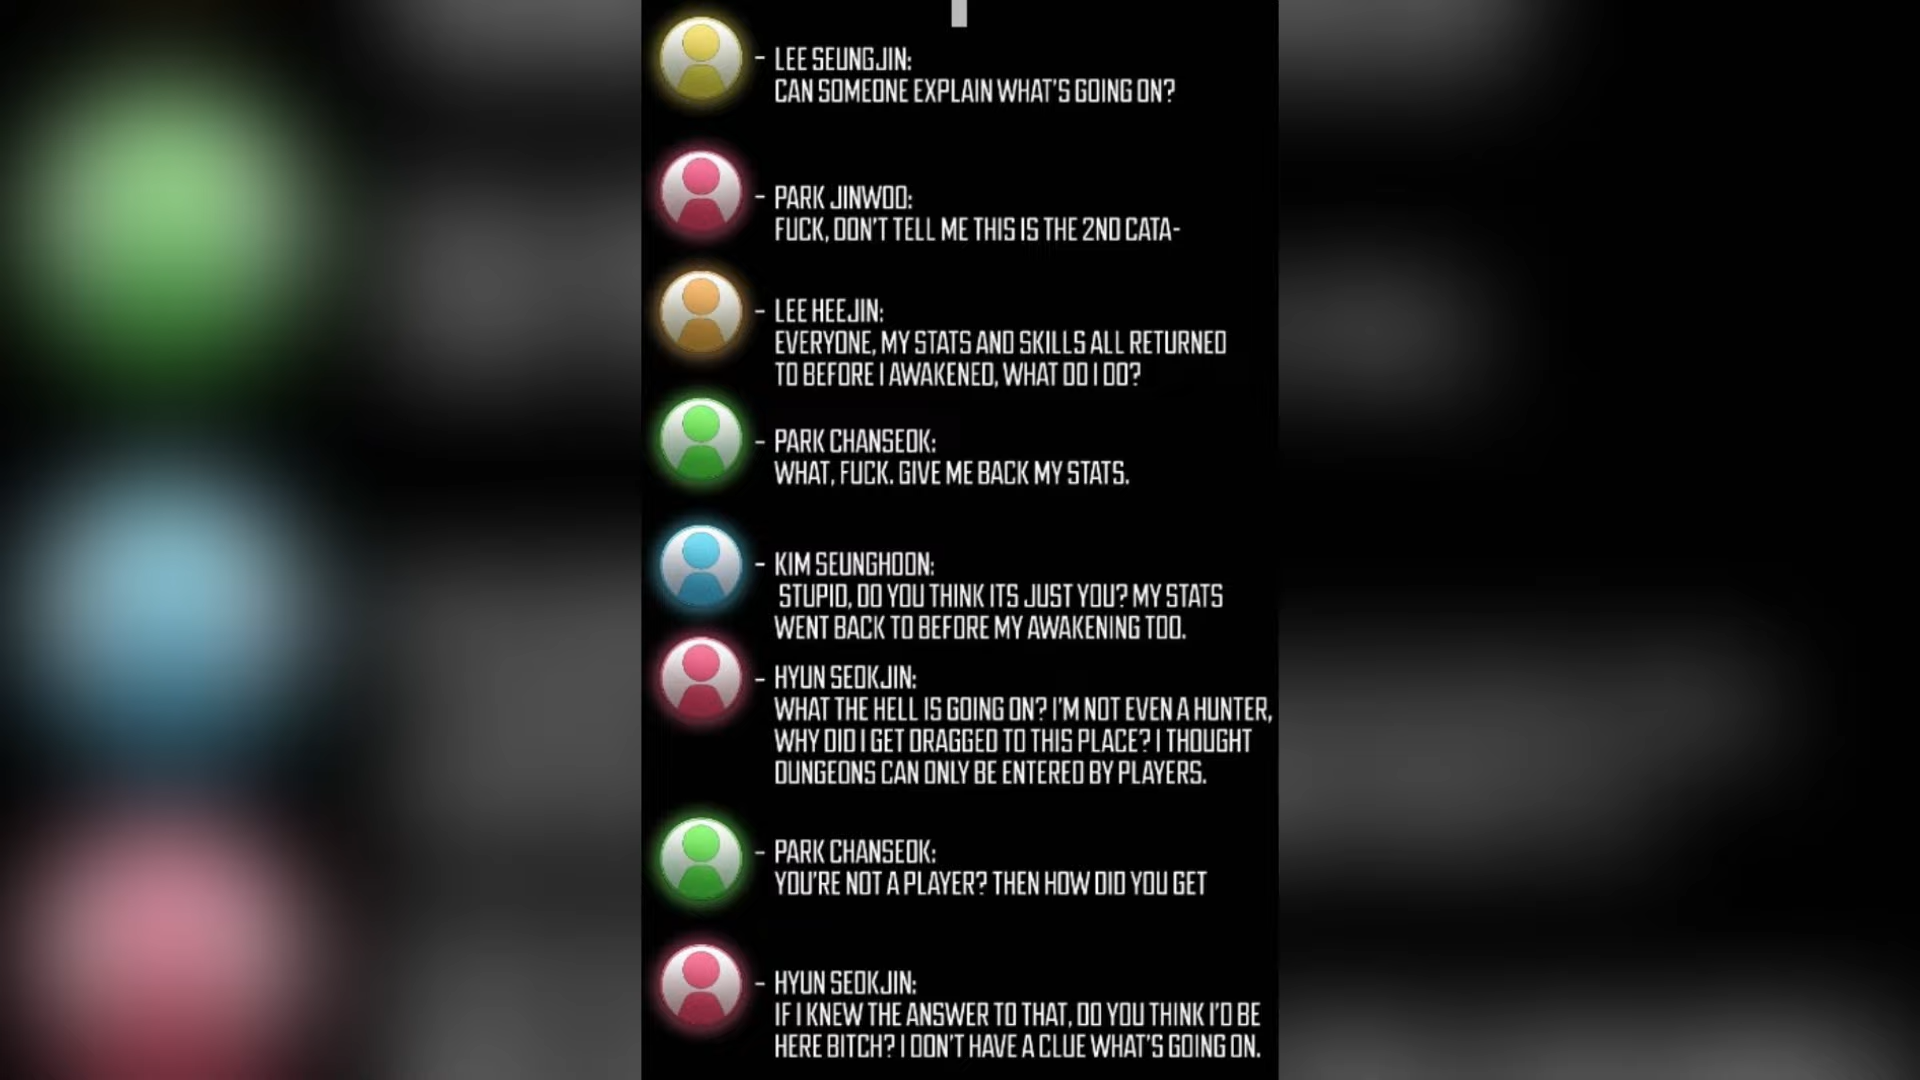 - LEE SEUNGJIN:
CAN SOMEONE EXPLAIN WHAT'S GOING ON?
- PARK JINWOO:
FUCK, DON'T TELL ME THIS IS THE 2ND CATA-
- LEE HEEJIN:
EVERYONE, MY STATS AND SKILLS ALL RETURNED
TO BEFORE I AWAKENED, WHAT DO I DO?
- PARK CHANSEOK:
WHAT, FUCK. GIVE ME BACK MY STATS.
- KIM SEUNGHOON:
STUPID, DO YOU THINK ITS JUST YOU? MY STATS
WENT BACK TO BEFORE MY AWAKENING TOO.
- HYUN SEOKJIN:
WHAT THE HELL IS GOING ON? I'M NOT EVEN A HUNTER,
WHY DID I GET DRAGGED TO THIS PLACE? I THOUGHT
DUNGEONS CAN ONLY BE ENTERED BY PLAYERS.
- PARK CHANSEOK:
YOU'RE NOT A PLAYER? THEN HOW DID YOU GET
- HYUN SEOKJIN:
IF I KNEW THE ANSWER TO THAT, DO YOU THINK I'D BE
HERE BITCH? I DON'T HAVE A CLUE WHAT'S GOING ON.